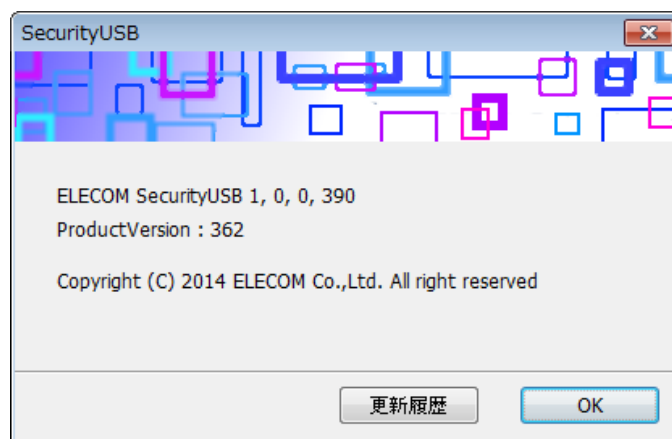 SecurityUSB
ELECOM SecurityUSB 1, 0, 0, 390
ProductVersion : 362
Copyright (C) 2014 ELECOM Co.,Ltd. All right reserved
更新履歴
OK